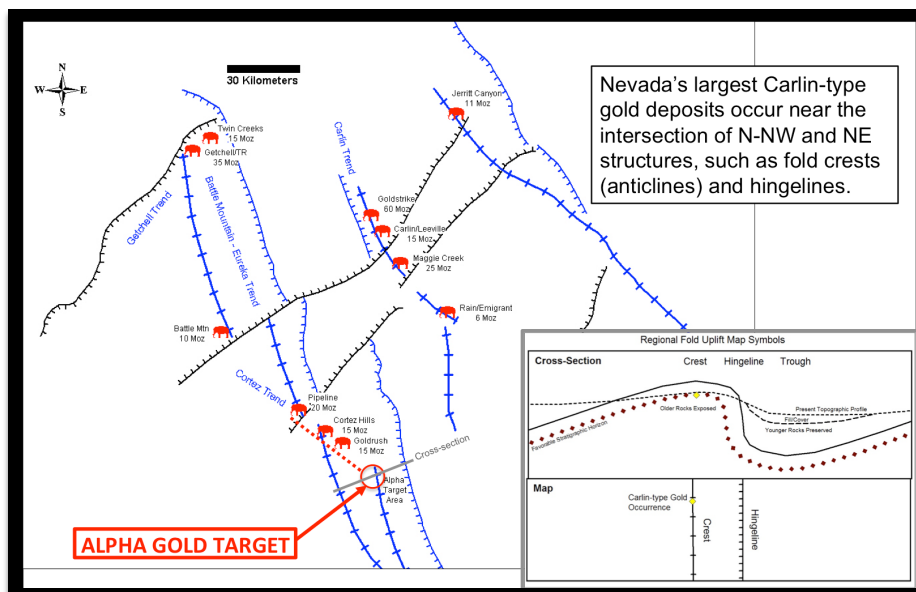 N
W
E
S
30 Kilometers
Nevada's largest Carlin-type
gold deposits occur near the
intersection of N-NW and NE
structures, such as fold crests
(anticlines) and hingelines.
Jerritt Canyon
11 Moz
Twin Creeks
15 Moz
Getchell/TR
35 Moz
Carlin Trend
Getchell Trend
Battle Mountain - Eureka Trend
Goldstrike
60 Moz
Carlin/Leeville
15 Moz
Maggie Creek
25 Moz
Rain/Emigrant
6 Moz
Battle Mtn
10 Moz
Cortez Trend
Pipeline
20 Moz
Cortez Hills
15 Moz
Goldrush
15 Moz
Cross-section
Alpha
Target
Area
ALPHA GOLD TARGET
Regional Fold Uplift Map Symbols
Cross-Section
Crest
Hingeline
Trough
Older Rocks Exposed
Present Topographic Profile
Fill/Cover
Younger Rocks Preserved
Favorable Stratigraphic Horizon
Map
Carlin-type Gold
Occurrence
Crest
Hingeline